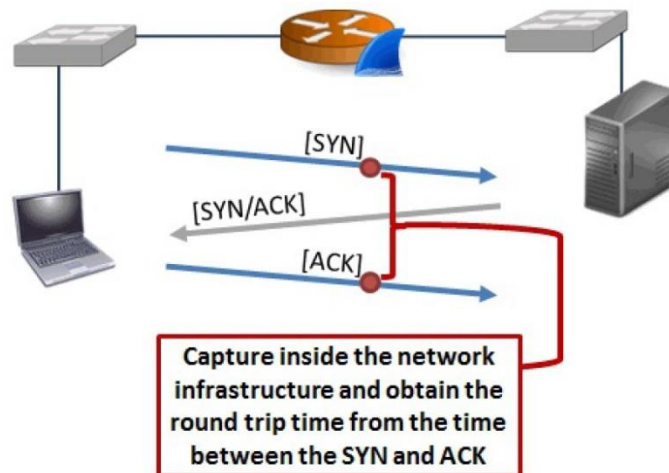 [SYN]
[SYN/ACK]
[ACK]
Capture inside the network
infrastructure and obtain the
round trip time from the time
between the SYN and ACK